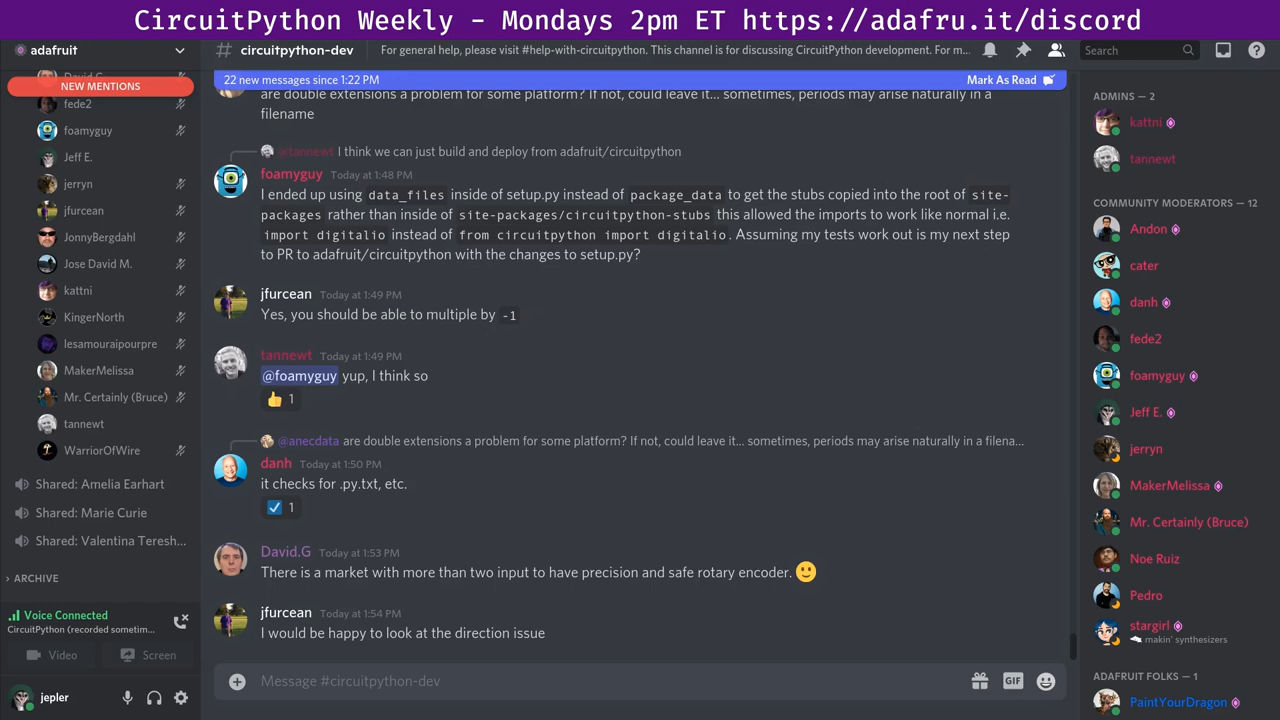 CircuitPython Weekly - Mondays 2pm ET https://adafru.it/discord
adafruit
# circuitpython-dev
For general help, please visit #help-with-circuitpython. This channel is for discussing CircuitPython development. For m...
Search
NEW MENTIONS
fede2
foamyguy
Jeff E.
jerryn
jfurcean
JonnyBergdahl
Jose David M.
kattni
KingerNorth
lesamouraipourpre
MakerMelissa
Mr. Certainly (Bruce)
tannewt
WarriorOfWire
Shared: Amelia Earhart
Shared: Marie Curie
Shared: Valentina Teresh...
ARCHIVE
Voice Connected
CircuitPython (recorded sometim...
Video
Screen
jepler
22 new messages since 1:22 PM
Mark As Read
are double extensions a problem for some platform? If not, could leave it... sometimes, periods may arise naturally in a
filename
@tannewt I think we can just build and deploy from adafruit/circuitpython
foamyguy Today at 1:48 PM
I ended up using data_files inside of setup.py instead of package_data to get the stubs copied into the root of site-
packages rather than inside of site-packages/circuitpython-stubs this allowed the imports to work like normal i.e.
import digitalio instead of from circuitpython import digitalio. Assuming my tests work out is my next step
to PR to adafruit/circuitpython with the changes to setup.py?
jfurcean Today at 1:49 PM
Yes, you should be able to multiple by -1
tannewt Today at 1:49 PM
@foamyguy yup, I think so
👍 1
@anecdata are double extensions a problem for some platform? If not, could leave it... sometimes, periods may arise naturally in a filena...
danh Today at 1:50 PM
it checks for .py.txt, etc.
☑️ 1
David.G Today at 1:53 PM
There is a market with more than two input to have precision and safe rotary encoder. 🙂
jfurcean Today at 1:54 PM
I would be happy to look at the direction issue
Message #circuitpython-dev
GIF
ADMINS — 2
kattni
tannewt
COMMUNITY MODERATORS — 12
Andon
cater
danh
fede2
foamyguy
Jeff E.
jerryn
MakerMelissa
Mr. Certainly (Bruce)
Noe Ruiz
Pedro
stargirl
makin' synthesizers
ADAFRUIT FOLKS — 1
PaintYourDragon